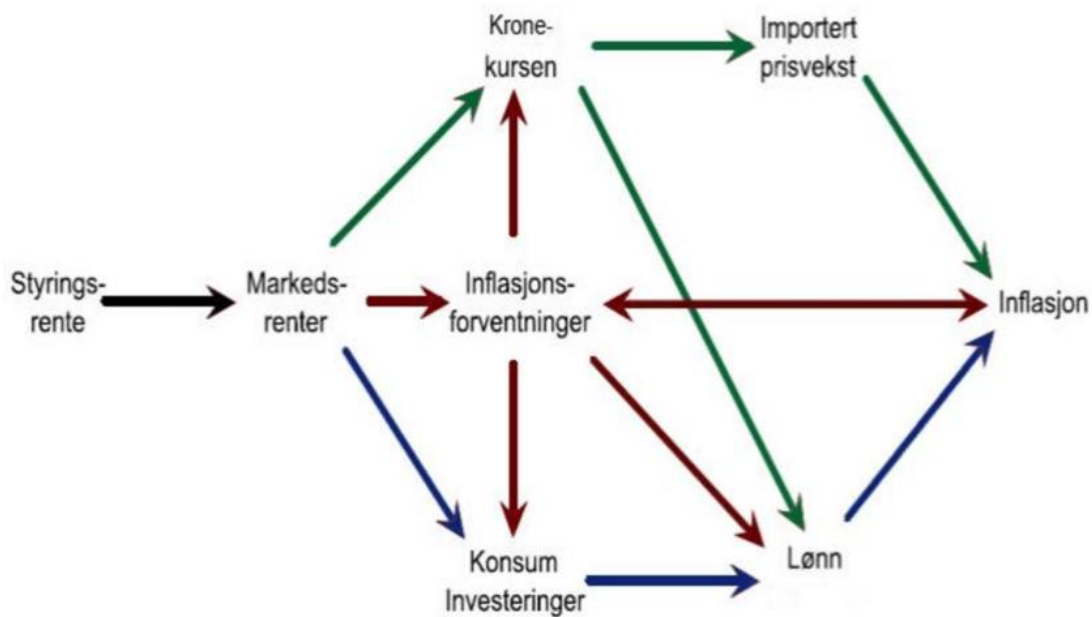 Krone-
kursen
Importert
prisvekst
Styrings-
rente
Markeds-
renter
Inflasjons-
forventninger
Inflasjon
Konsum
Investeringer
Lønn